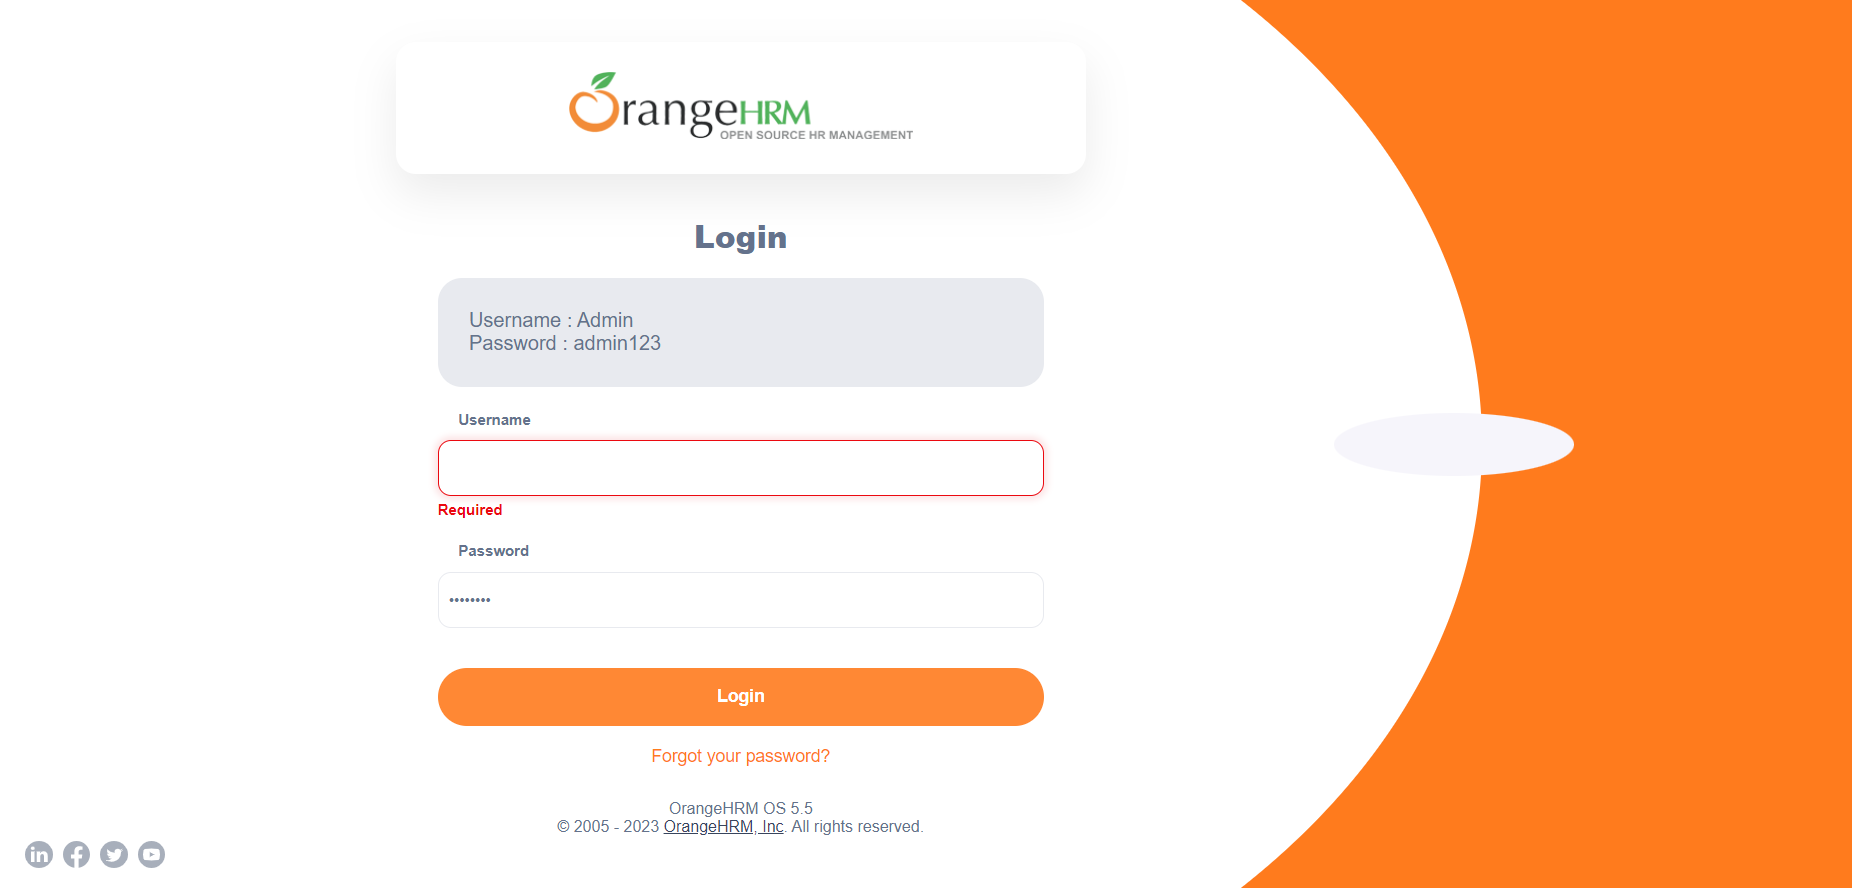 OrangeHRM
OPEN SOURCE HR MANAGEMENT
Login
Username : Admin
Password : admin123
Username
Required
Password
••••••••
Login
Forgot your password?
OrangeHRM OS 5.5
© 2005 - 2023 OrangeHRM, Inc. All rights reserved.